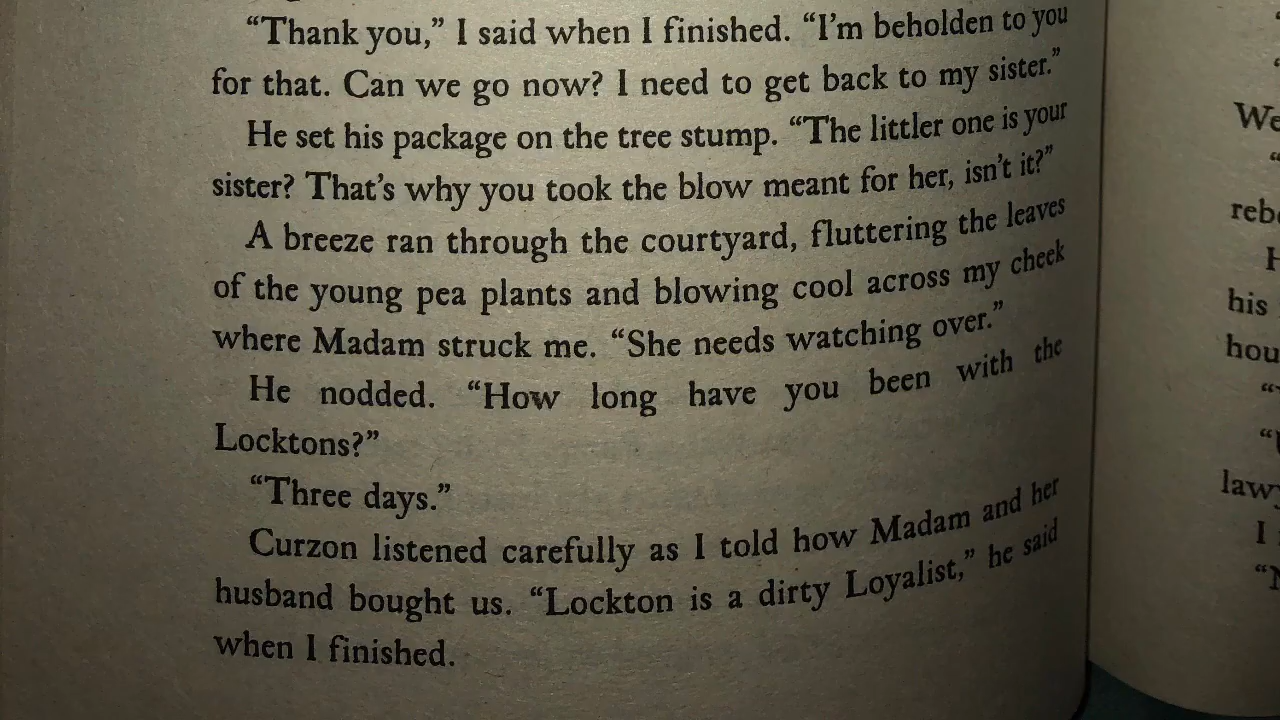 “Thank you,” I said when I finished. “I’m beholden to you
for that. Can we go now? I need to get back to my sister.”
He set his package on the tree stump. “The littler one is your
sister? That’s why you took the blow meant for her, isn’t it?”
A breeze ran through the courtyard, fluttering the leaves
of the young pea plants and blowing cool across my cheek
where Madam struck me. “She needs watching over.”
He nodded. “How long have you been with the
Locktons?”
“Three days.”
Curzon listened carefully as I told how Madam and her
husband bought us. “Lockton is a dirty Loyalist,” he said
when I finished.
We
his
I